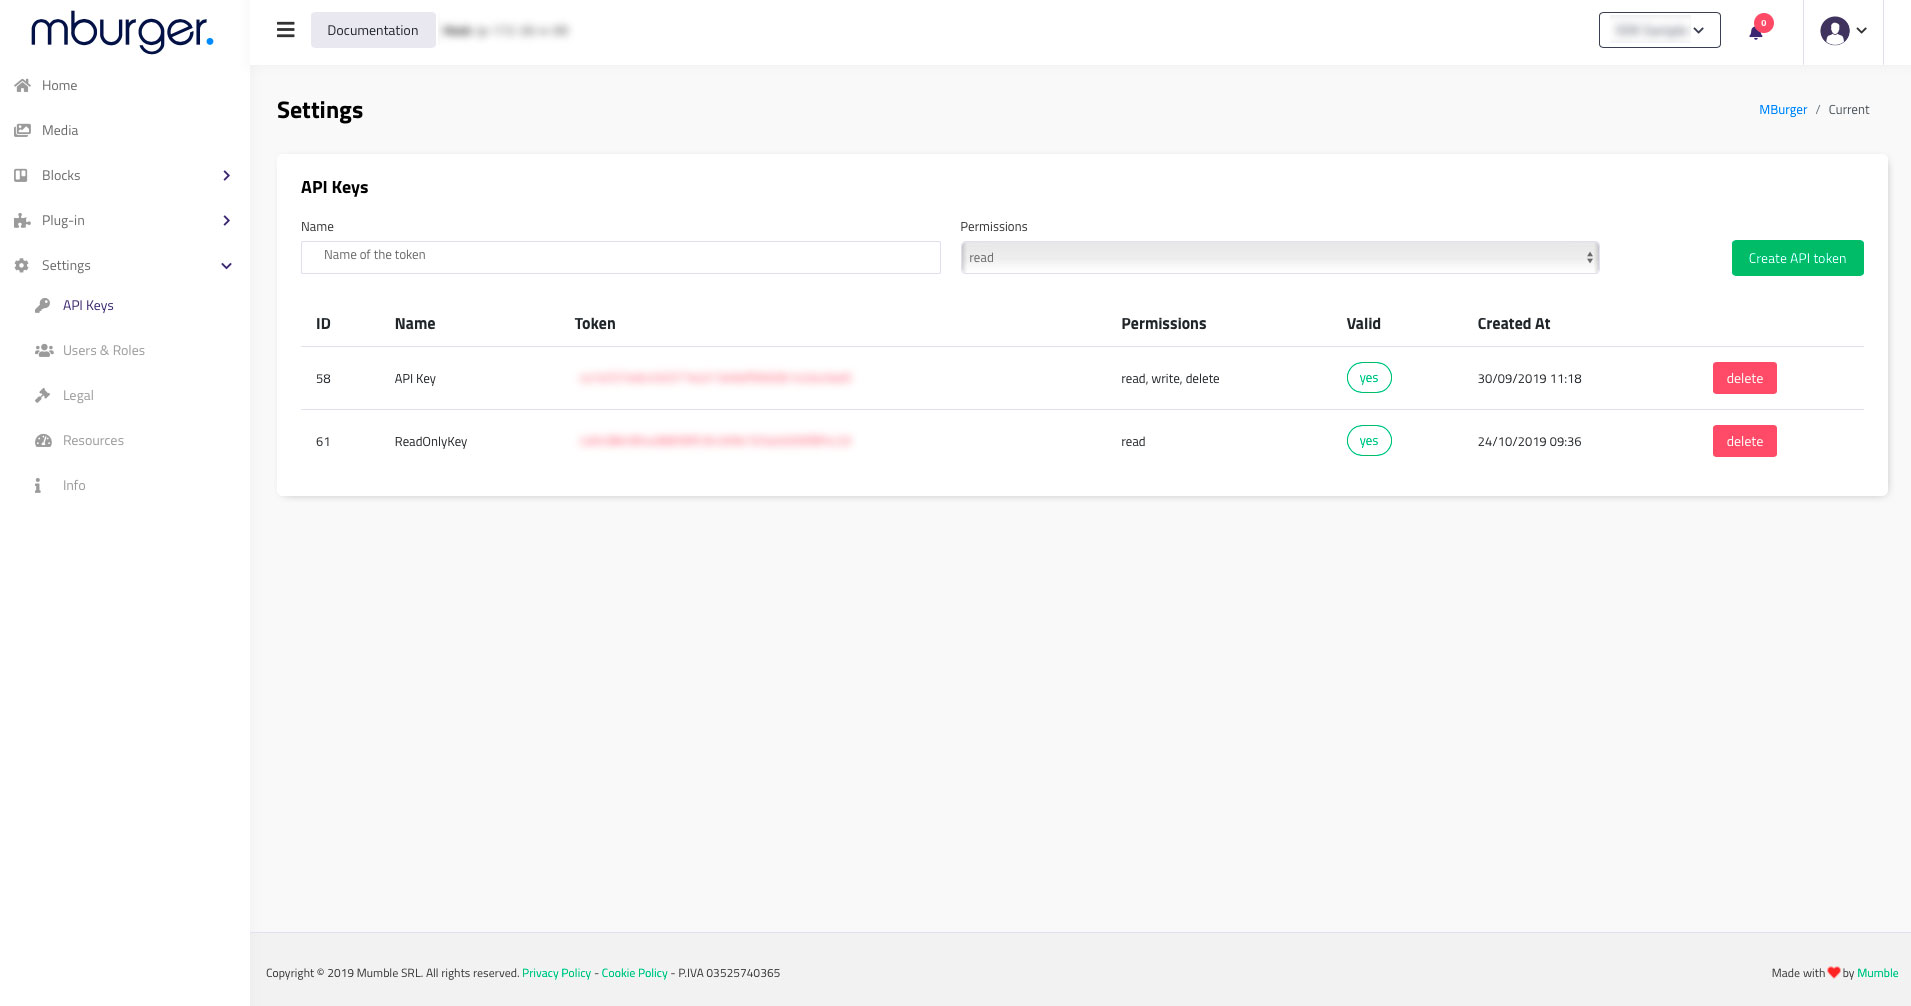 mburger.
Documentation
0
Home
Media
Blocks
Plug-in
Settings
API Keys
Users & Roles
Legal
Resources
Info
Settings
MBurger / Current
API Keys
Name
Permissions
Name of the token
read
Create API token
ID Name Token Permissions Valid Created At
58 API Key read, write, delete yes 30/09/2019 11:18 delete
61 ReadOnlyKey read yes 24/10/2019 09:36 delete
Copyright © 2019 Mumble SRL. All rights reserved. Privacy Policy - Cookie Policy - P.IVA 03525740365
Made with ❤ by Mumble